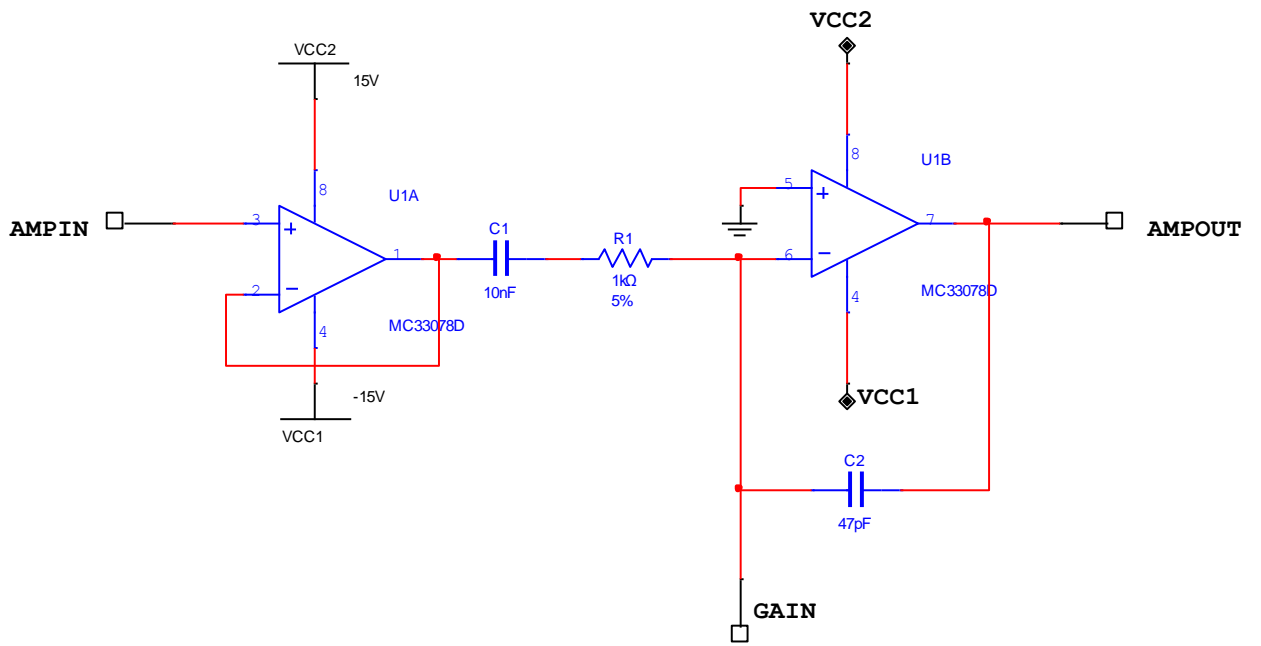 VCC2
VCC2
15V
8
U1A
3
+
AMPIN
1
2
−
4
MC33078D
-15V
VCC1
C1
10nF
R1
1kΩ
5%
8
U1B
5
+
7
AMPOUT
6
−
4
MC33078D
VCC1
C2
47pF
GAIN